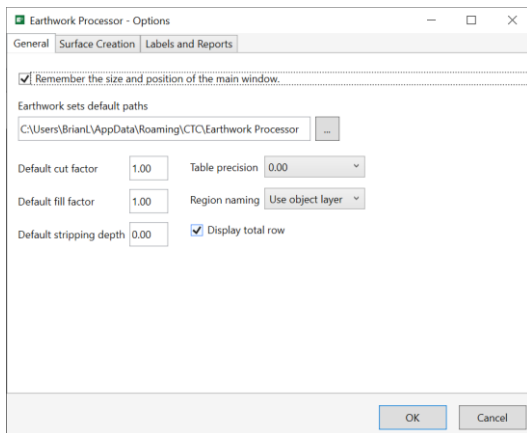 Earthwork Processor - Options
General Surface Creation Labels and Reports
Remember the size and position of the main window.
Earthwork sets default paths
C:\Users\BrianL\AppData\Roaming\CTC\Earthwork Processor ...
Default cut factor 1.00 Table precision 0.00
Default fill factor 1.00 Region naming Use object layer
Default stripping depth 0.00 Display total row
OK Cancel